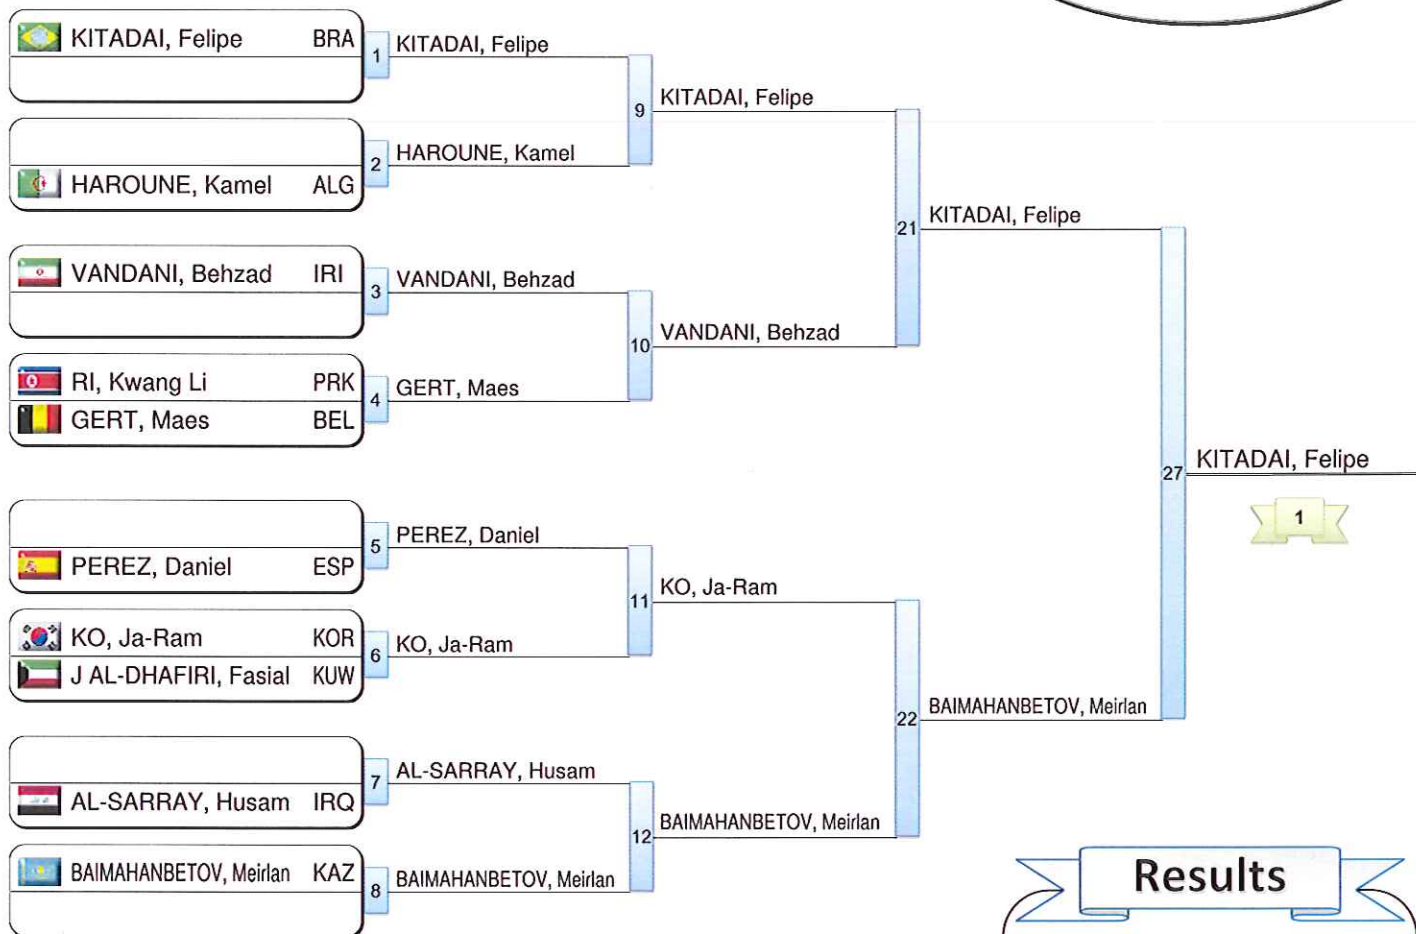 KITADAI, Felipe BRA
1 KITADAI, Felipe
9 KITADAI, Felipe
2 HAROUNE, Kamel
HAROUNE, Kamel ALG
21 KITADAI, Felipe
VANDANI, Behzad IRI
3 VANDANI, Behzad
10 VANDANI, Behzad
RI, Kwang Li PRK
4 GERT, Maes
GERT, Maes BEL
27 KITADAI, Felipe
1
5 PEREZ, Daniel
PEREZ, Daniel ESP
11 KO, Ja-Ram
KO, Ja-Ram KOR
6 KO, Ja-Ram
J AL-DHAFIRI, Fasial KUW
22 BAIMAHANBETOV, Meirlan
7 AL-SARRAY, Husam
AL-SARRAY, Husam IRQ
12 BAIMAHANBETOV, Meirlan
BAIMAHANBETOV, Meirlan KAZ
8 BAIMAHANBETOV, Meirlan
Results